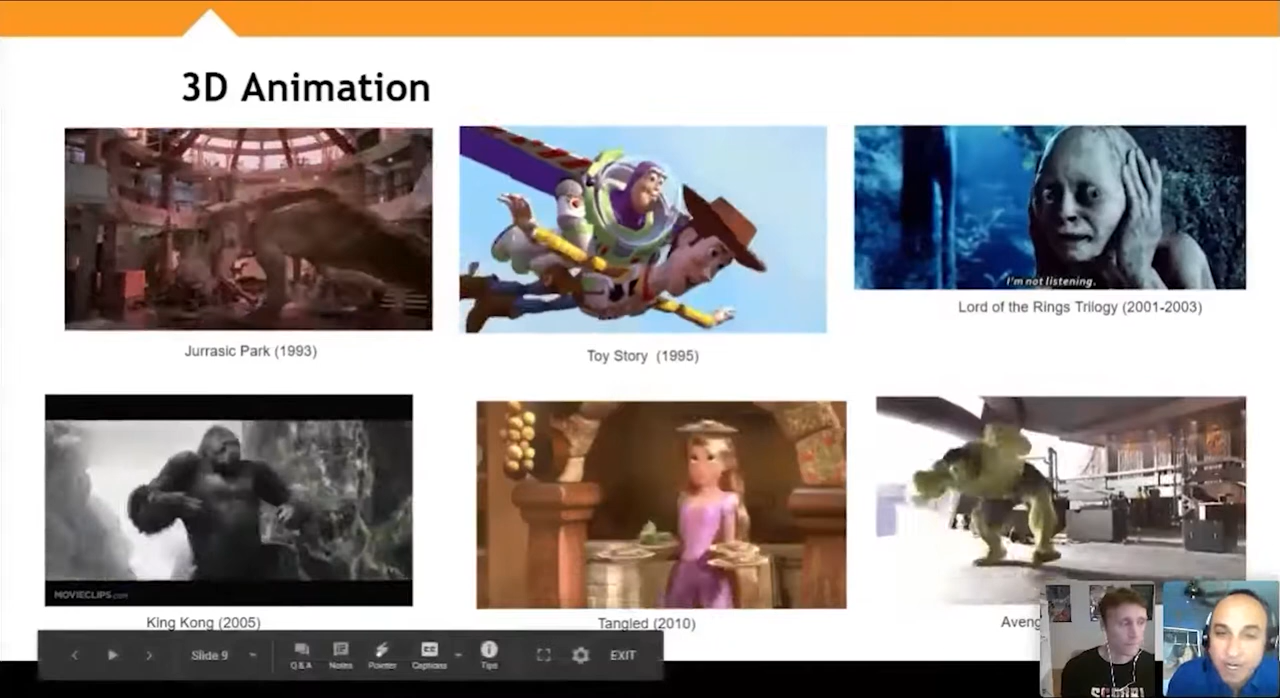 3D Animation
I'm not listening.
Jurrasic Park (1993)
Toy Story (1995)
Lord of the Rings Trilogy (2001-2003)
MOVIECLIPS.com
King Kong (2005)
Tangled (2010)
Aveng
Slide 9
Q&A
Notes
Pointer
Captions
Tips
EXIT